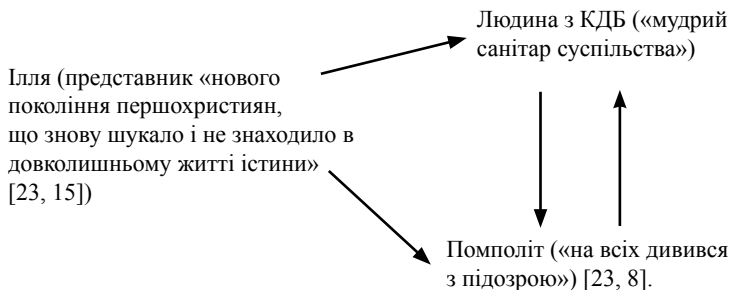 Людина з КДБ («мудрий
санітар суспільства»)
Ілля (представник «нового
покоління першохристиян,
що знову шукало і не знаходило в
довколишньому житті істини»
[23, 15])
Помполіт («на всіх дивився
з підозрою») [23, 8].